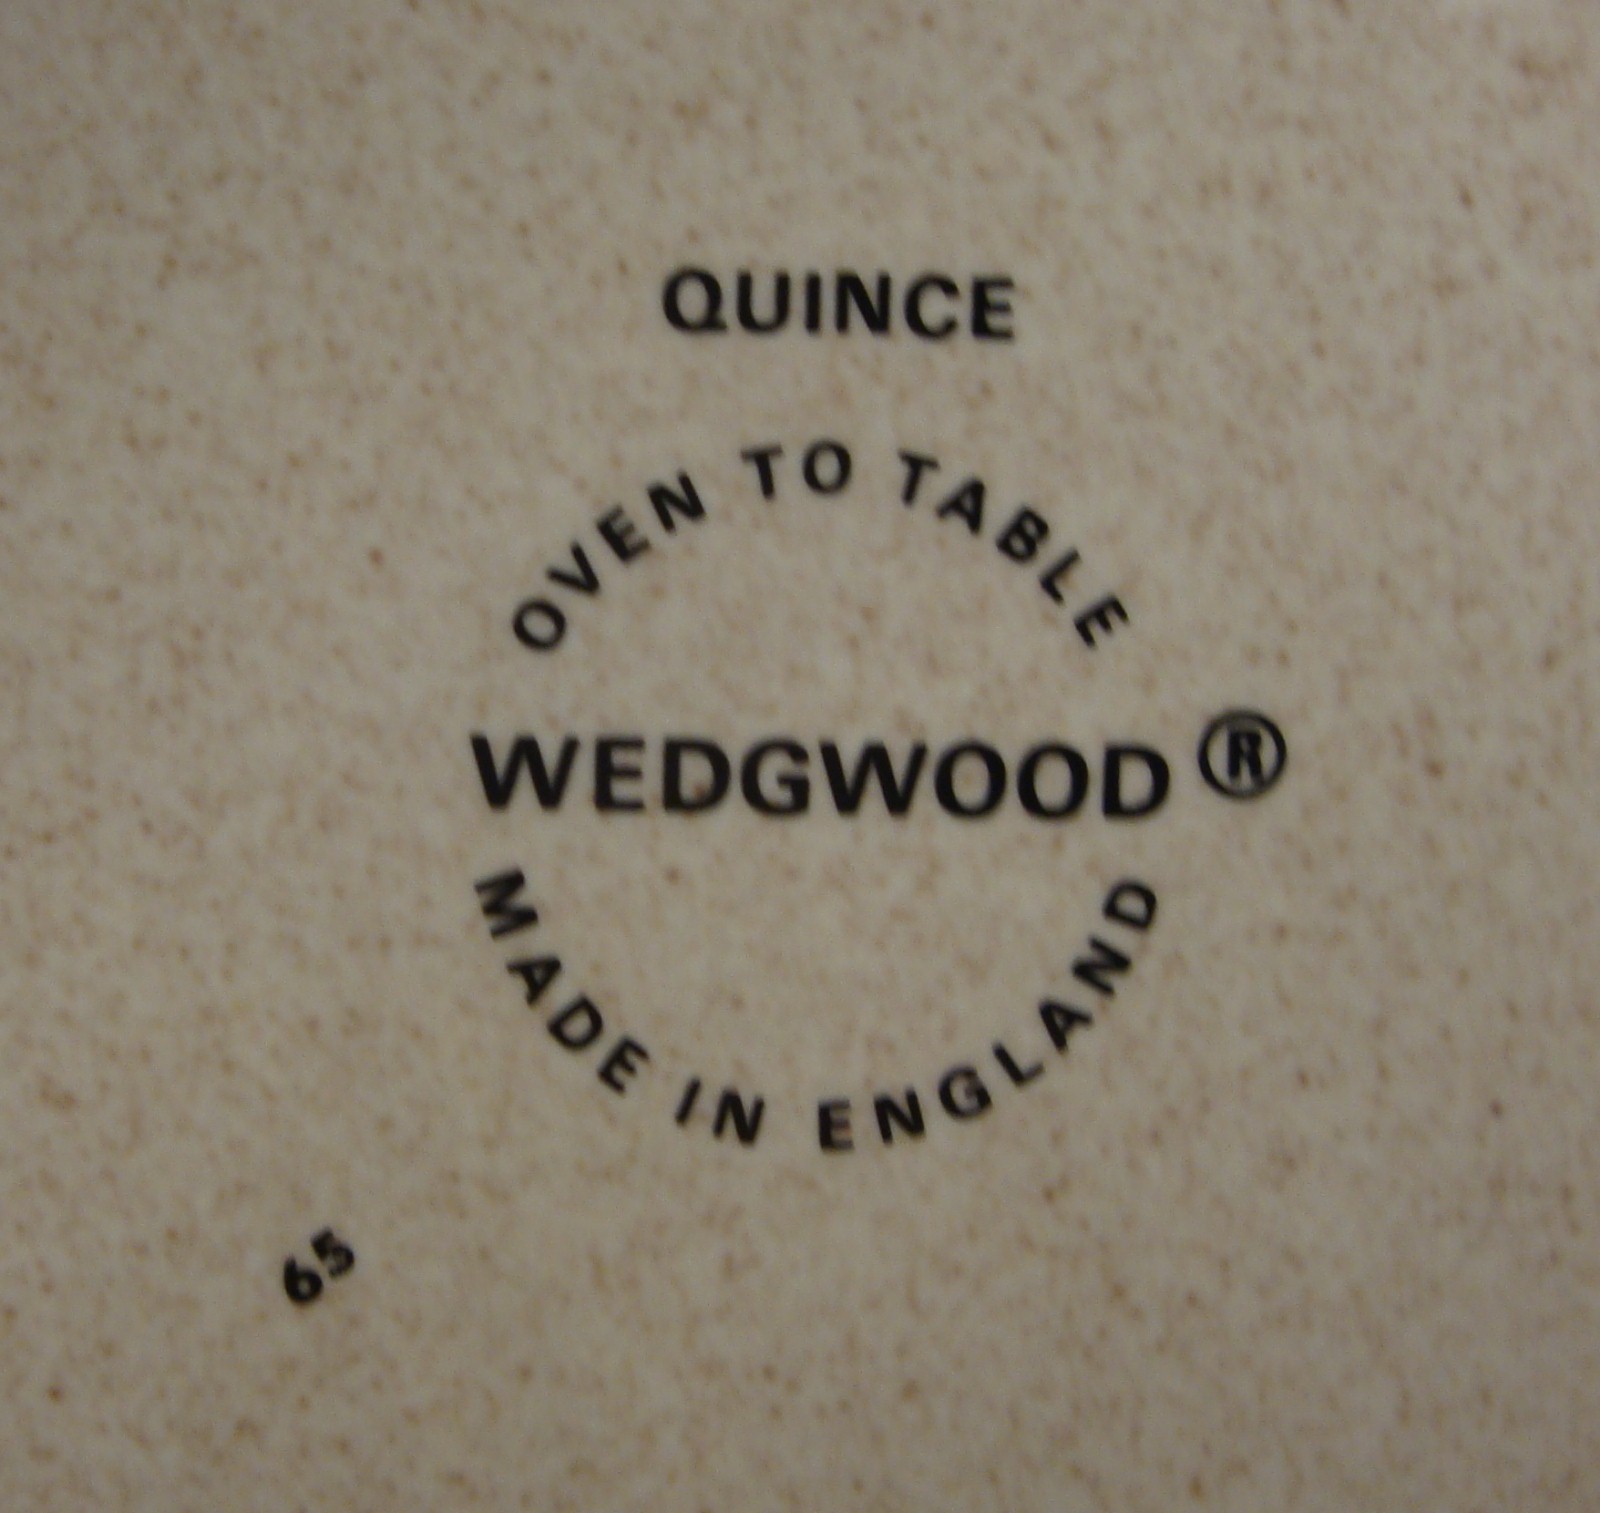 QUINCE
OVEN TO TABLE
WEDGWOOD ®
MADE IN ENGLAND
65